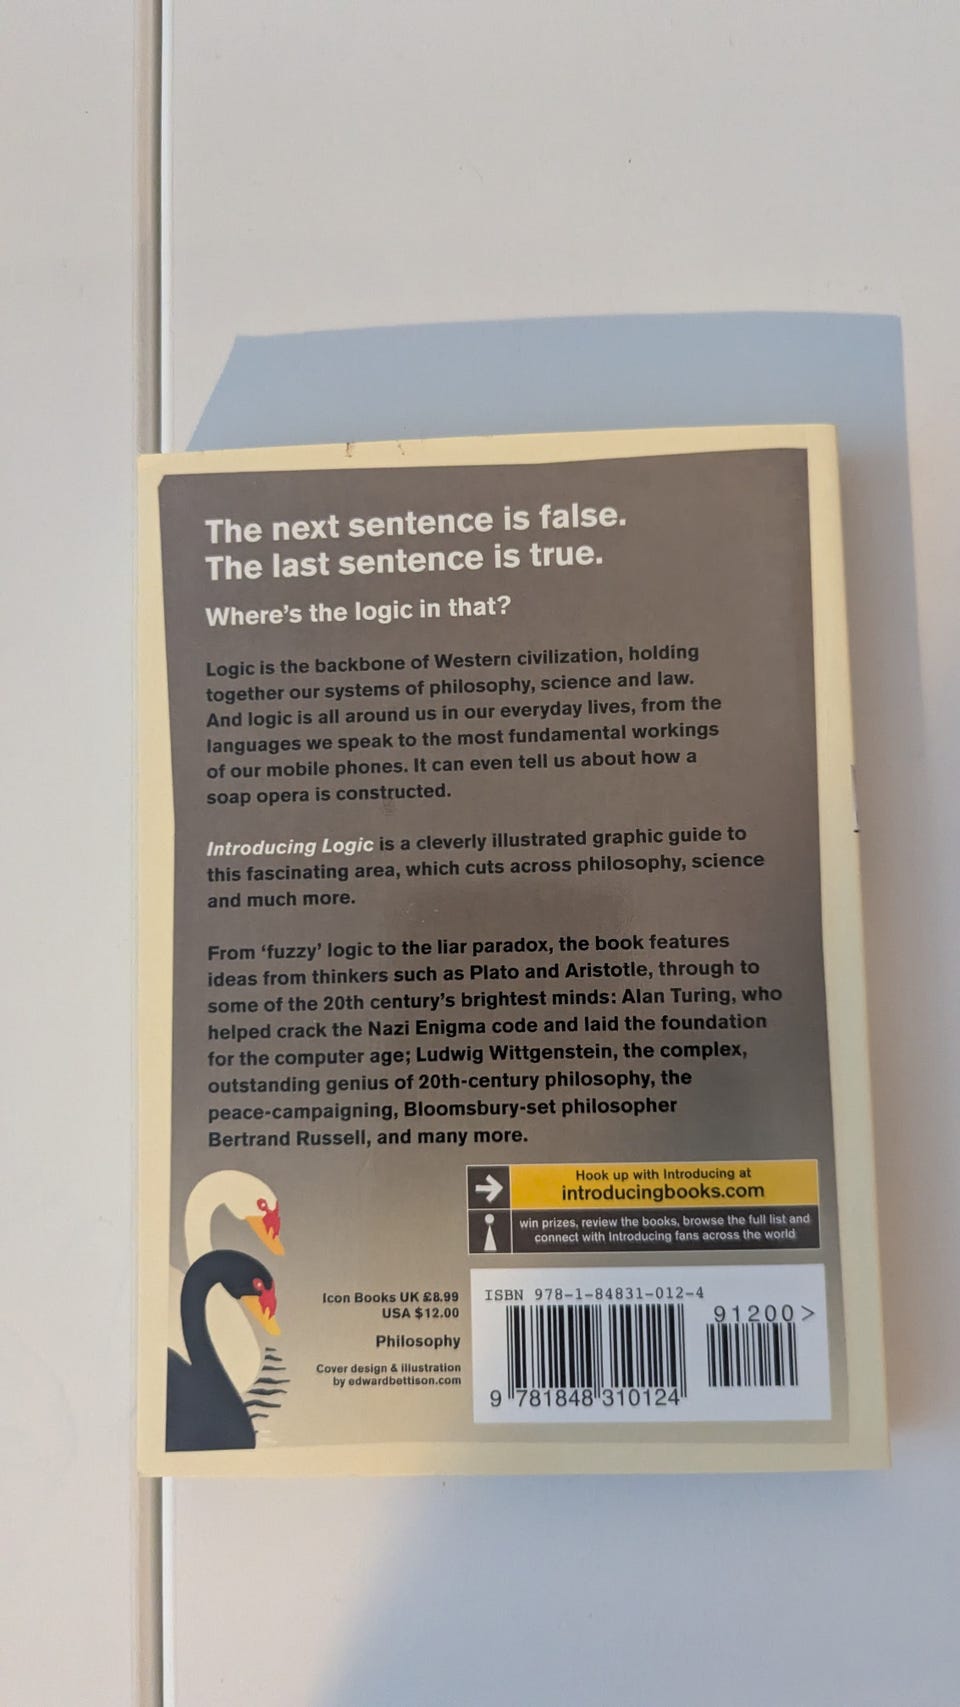 The next sentence is false.
The last sentence is true.
Where's the logic in that?
Logic is the backbone of Western civilization, holding
together our systems of philosophy, science and law.
And logic is all around us in our everyday lives, from the
languages we speak to the most fundamental workings
of our mobile phones. It can even tell us about how a
soap opera is constructed.
Introducing Logic is a cleverly illustrated graphic guide to
this fascinating area, which cuts across philosophy, science
and much more.
From ‘fuzzy’ logic to the liar paradox, the book features
ideas from thinkers such as Plato and Aristotle, through to
some of the 20th century's brightest minds: Alan Turing, who
helped crack the Nazi Enigma code and laid the foundation
for the computer age; Ludwig Wittgenstein, the complex,
outstanding genius of 20th-century philosophy, the
peace-campaigning, Bloomsbury-set philosopher
Bertrand Russell, and many more.
Hook up with Introducing at
introducingbooks.com
win prizes, review the books, browse the full list and
connect with Introducing fans across the world
Icon Books UK £8.99
USA $12.00
Philosophy
Cover design & illustration
by edwardbettison.com
ISBN 978-1-84831-012-4
91200>
9 781848 310124